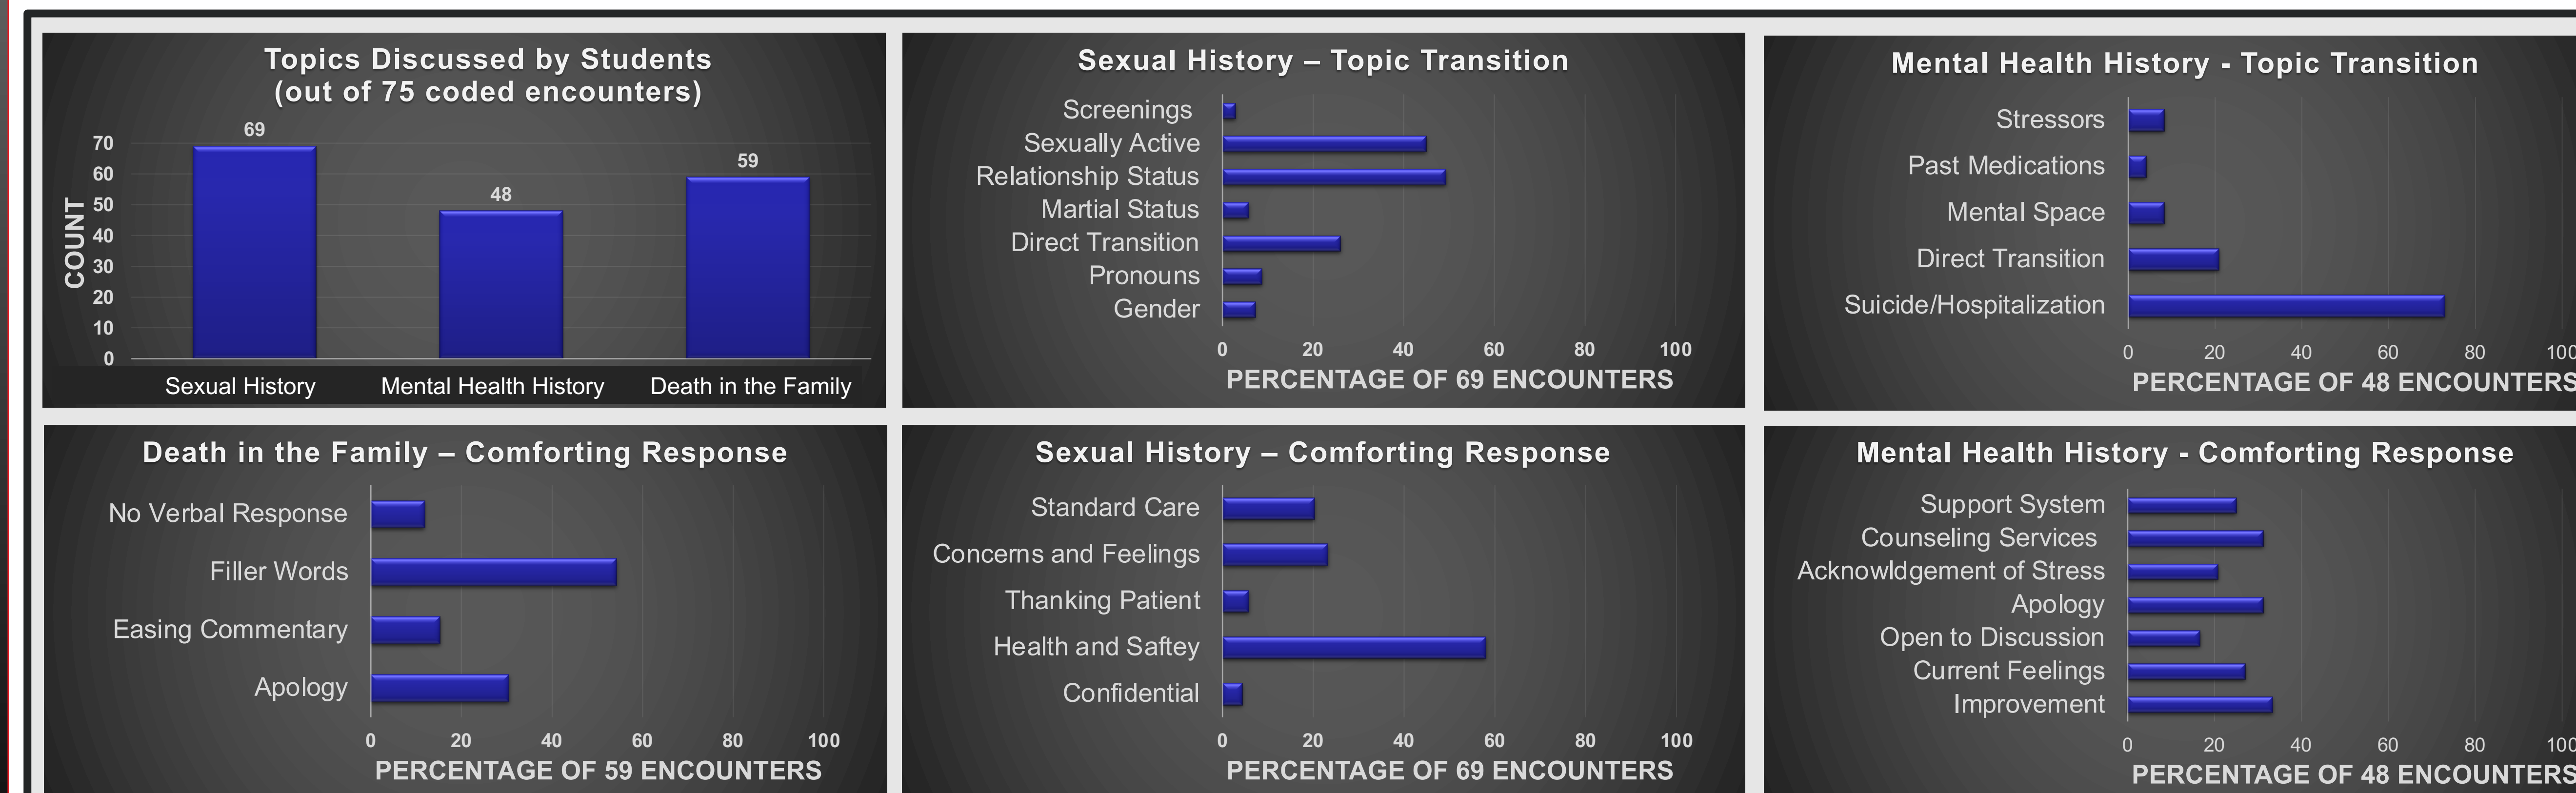 Topics Discussed by Students
(out of 75 coded encounters)
COUNT
70
60
50
40
30
20
10
0
69
48
59
Sexual History
Mental Health History
Death in the Family
Sexual History – Topic Transition
Screenings
Sexually Active
Relationship Status
Martial Status
Direct Transition
Pronouns
Gender
0 20 40 60 80 100
PERCENTAGE OF 69 ENCOUNTERS
Mental Health History - Topic Transition
Stressors
Past Medications
Mental Space
Direct Transition
Suicide/Hospitalization
0 20 40 60 80 100
PERCENTAGE OF 48 ENCOUNTERS
Death in the Family – Comforting Response
No Verbal Response
Filler Words
Easing Commentary
Apology
0 20 40 60 80 100
PERCENTAGE OF 59 ENCOUNTERS
Sexual History – Comforting Response
Standard Care
Concerns and Feelings
Thanking Patient
Health and Saftey
Confidential
0 20 40 60 80 100
PERCENTAGE OF 69 ENCOUNTERS
Mental Health History - Comforting Response
Support System
Counseling Services
Acknowldgement of Stress
Apology
Open to Discussion
Current Feelings
Improvement
0 20 40 60 80 100
PERCENTAGE OF 48 ENCOUNTERS